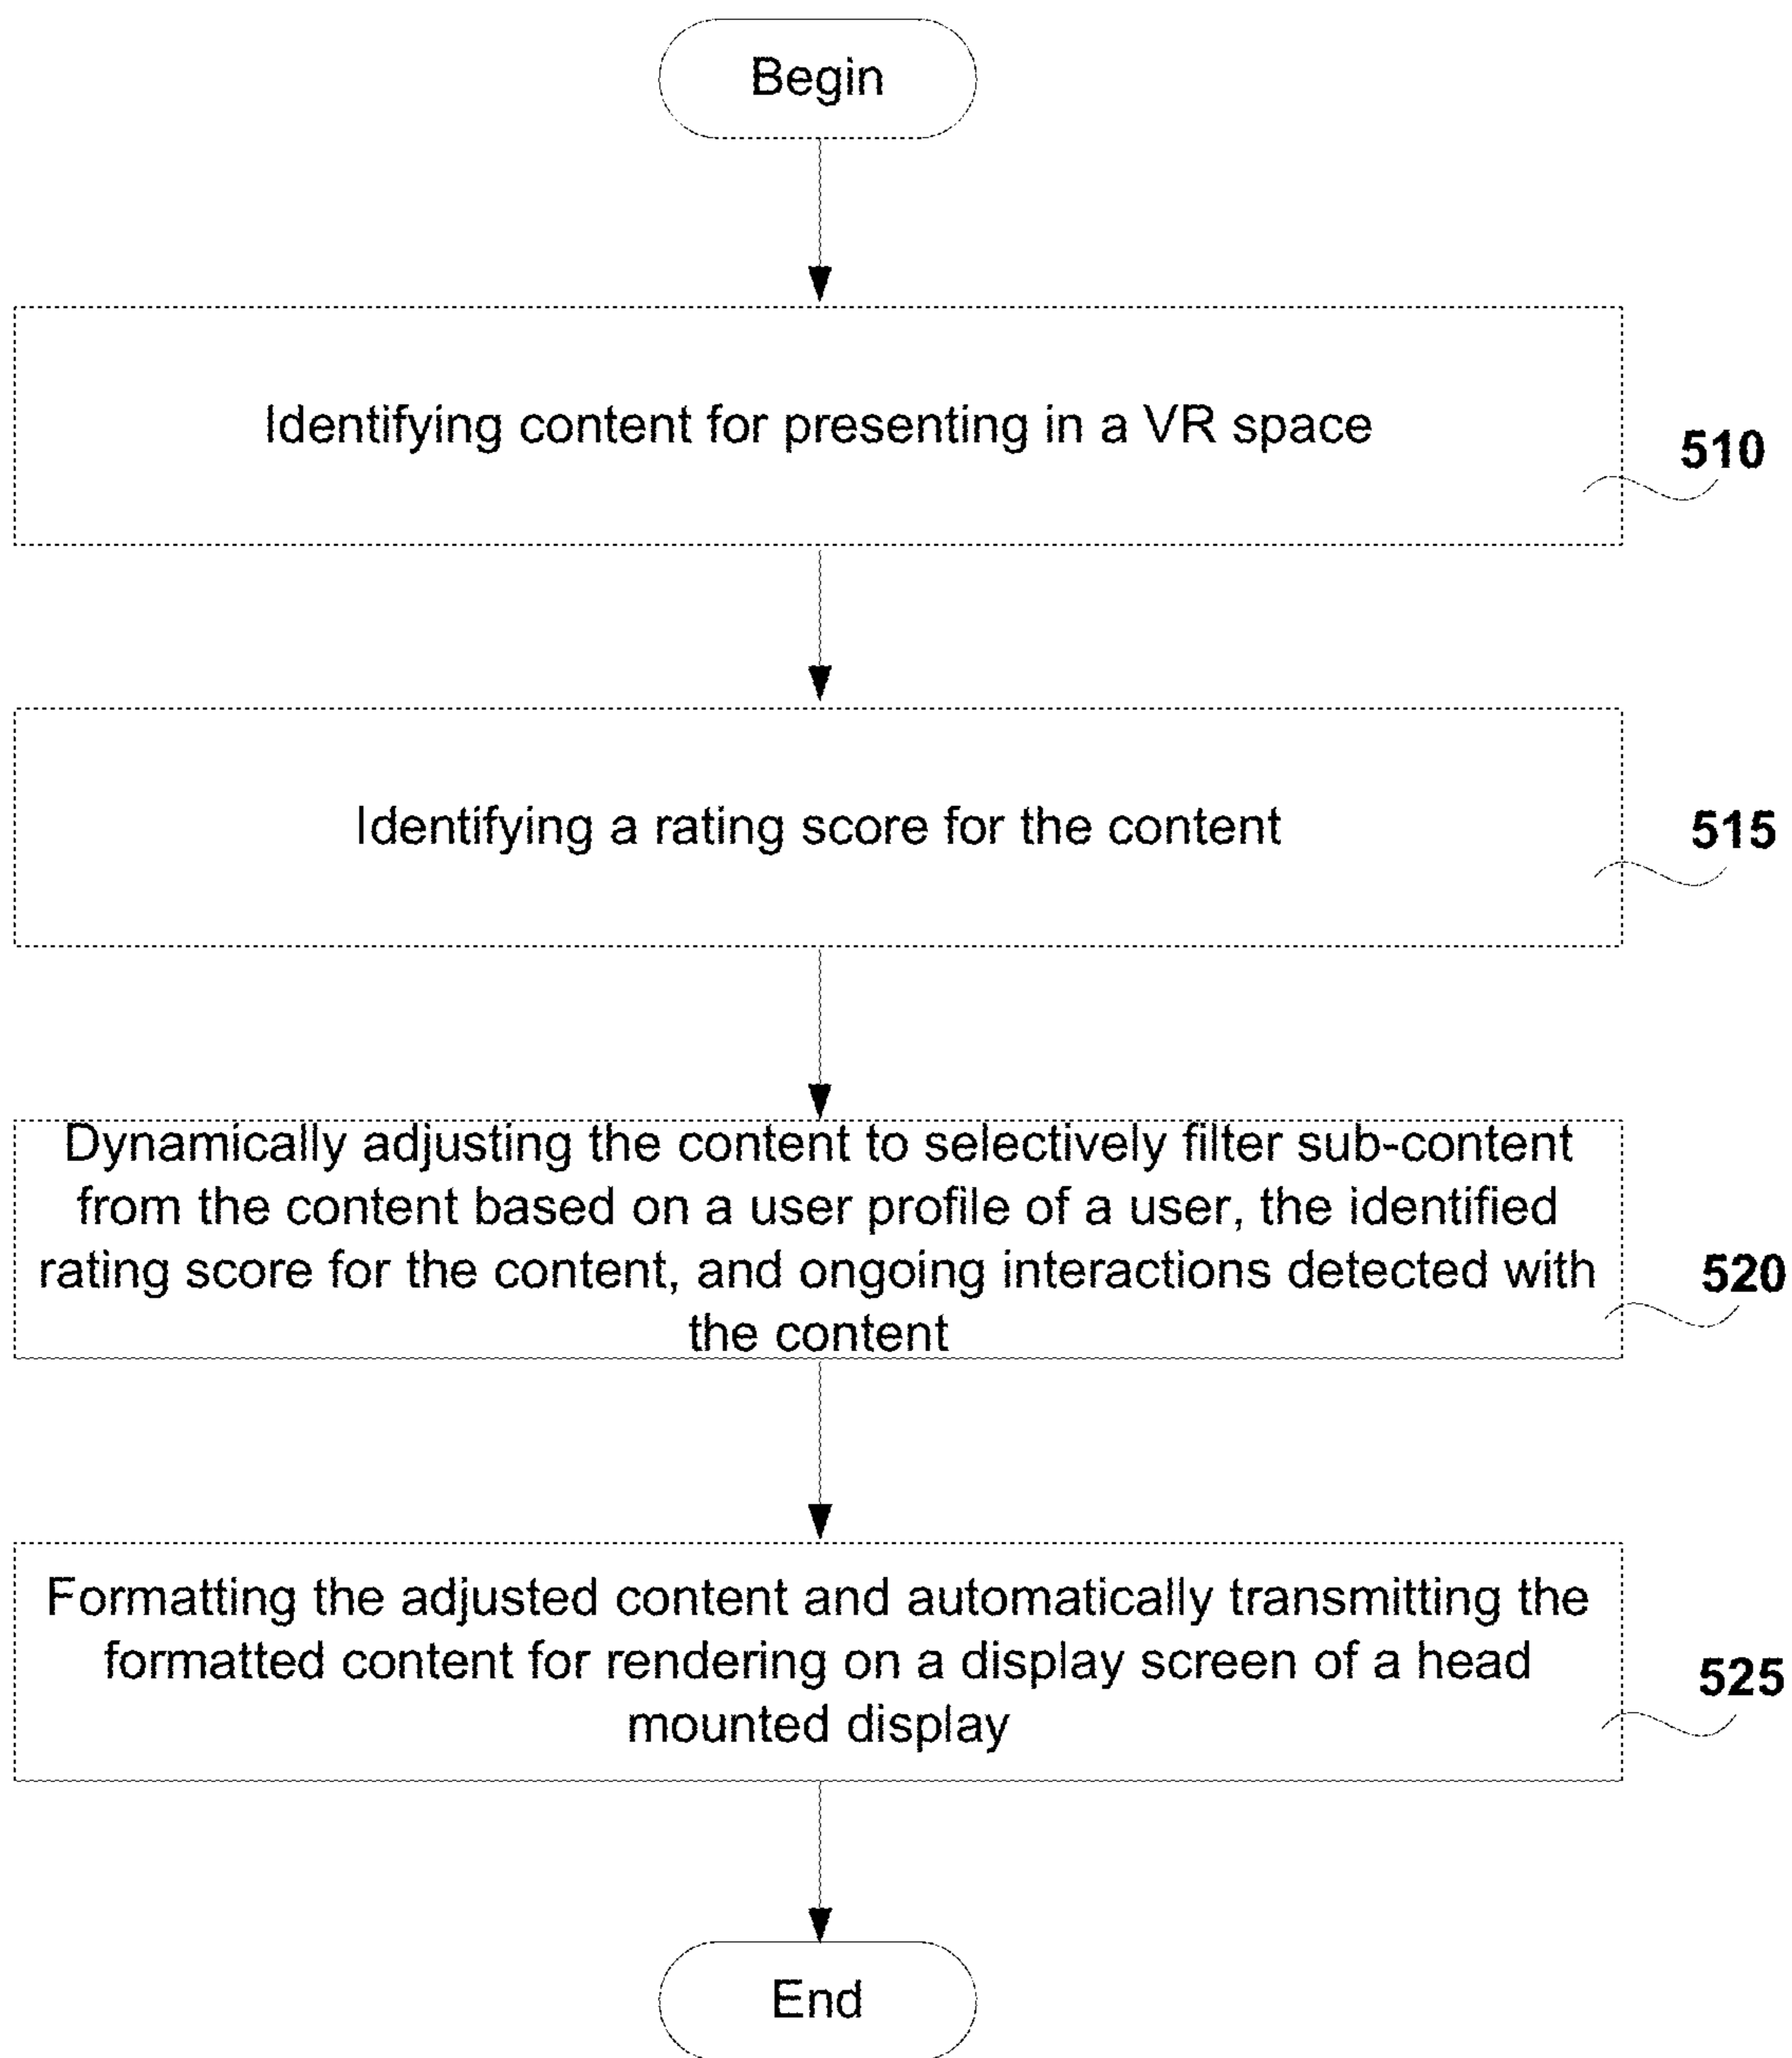 Begin
Identifying content for presenting in a VR space
510
Identifying a rating score for the content
515
Dynamically adjusting the content to selectively filter sub-content
from the content based on a user profile of a user, the identified
rating score for the content, and ongoing interactions detected with
the content
520
Formatting the adjusted content and automatically transmitting the
formatted content for rendering on a display screen of a head
mounted display
525
End